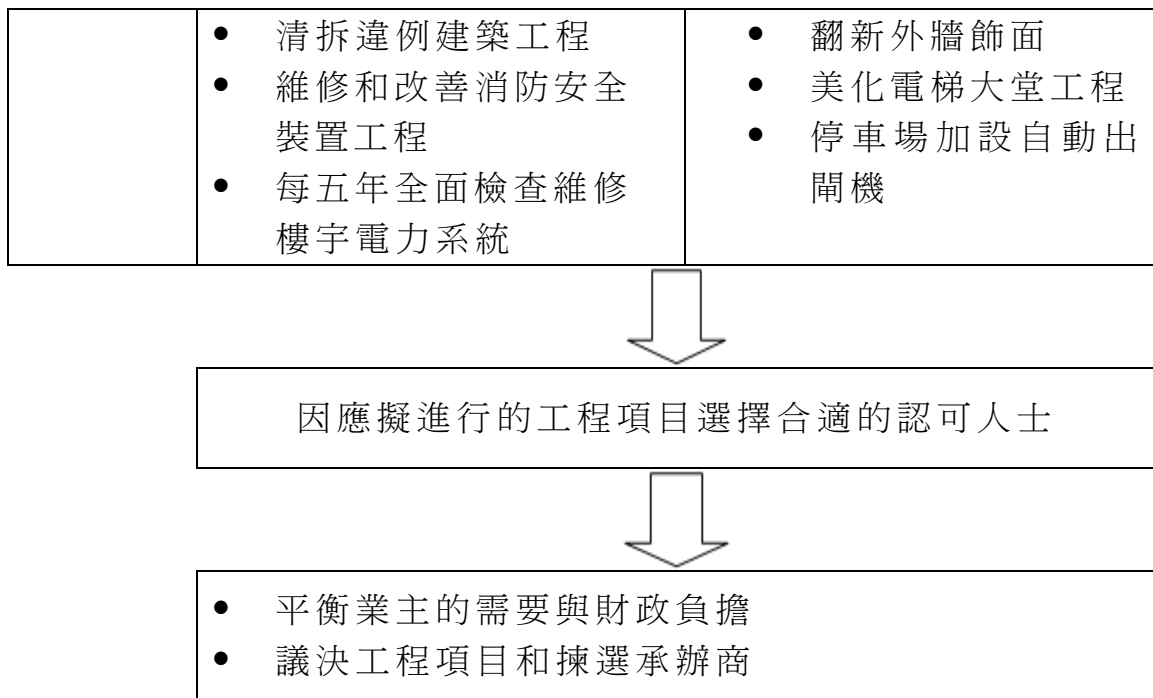 ● 清拆違例建築工程
● 維修和改善消防安全
裝置工程
● 每五年全面檢查維修
樓宇電力系統
● 翻新外牆飾面
● 美化電梯大堂工程
● 停車場加設自動出
閘機
因應擬進行的工程項目選擇合適的認可人士
● 平衡業主的需要與財政負擔
● 議決工程項目和揀選承辦商